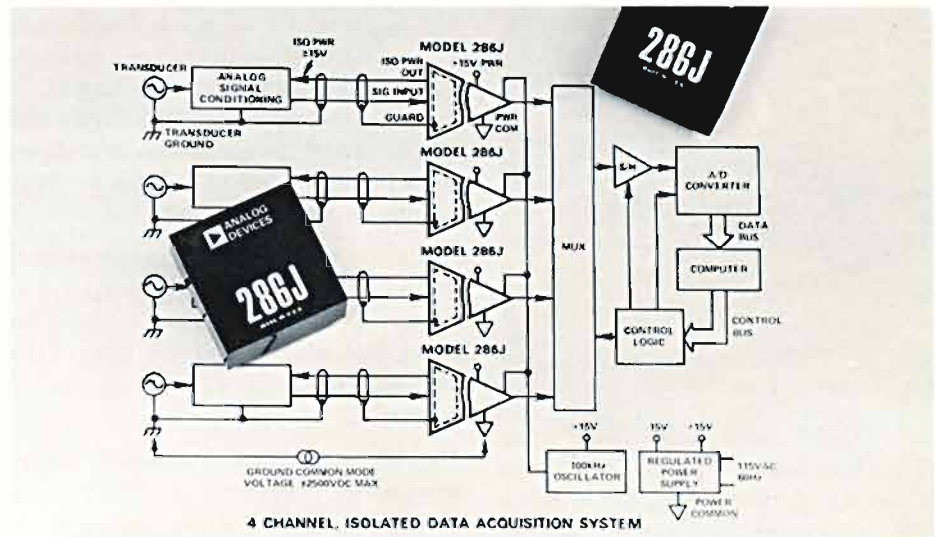 ISO PWR
±15V
TRANSDUCER
ANALOG
SIGNAL
CONDITIONING
TRANSDUCER
GROUND
ISO PWR
OUT
SIG INPUT
GUARD
MODEL 286J
+15V PWR
PWR
COM
286J
MODEL 286J
MODEL 286J
MODEL 286J
ANALOG
DEVICES
286J
MUX
S/H
A/D
CONVERTER
DATA
BUS
COMPUTER
CONTROL
LOGIC
CONTROL
BUS
GROUND COMMON MODE
VOLTAGE ±2500VDC MAX
+15V
100kHz
OSCILLATOR
REGULATED
POWER
SUPPLY
115V AC
60Hz
POWER
COMMON
4 CHANNEL, ISOLATED DATA ACQUISITION SYSTEM